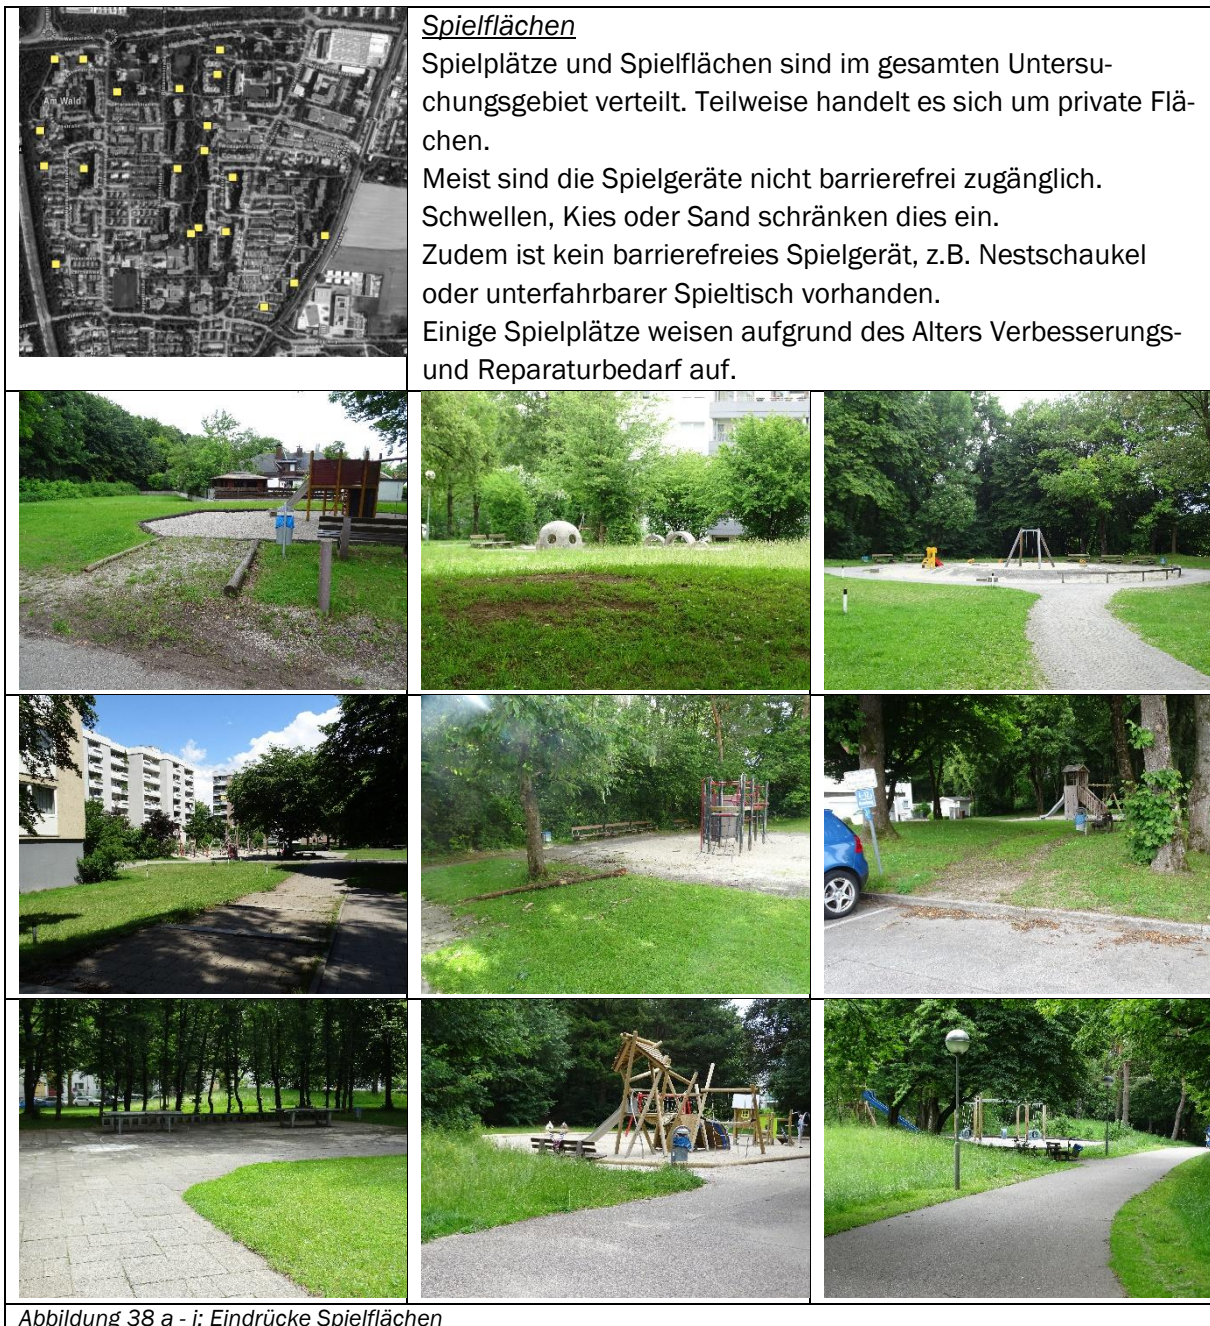 Spielflächen
Spielplätze und Spielflächen sind im gesamten Untersu-
chungsgebiet verteilt. Teilweise handelt es sich um private Flä-
chen.
Meist sind die Spielgeräte nicht barrierefrei zugänglich.
Schwellen, Kies oder Sand schränken dies ein.
Zudem ist kein barrierefreies Spielgerät, z.B. Nestschaukel
oder unterfahrbarer Spieltisch vorhanden.
Einige Spielplätze weisen aufgrund des Alters Verbesserungs-
und Reparaturbedarf auf.
Am Wald
Abbildung 38 a - i: Eindrücke Spielflächen